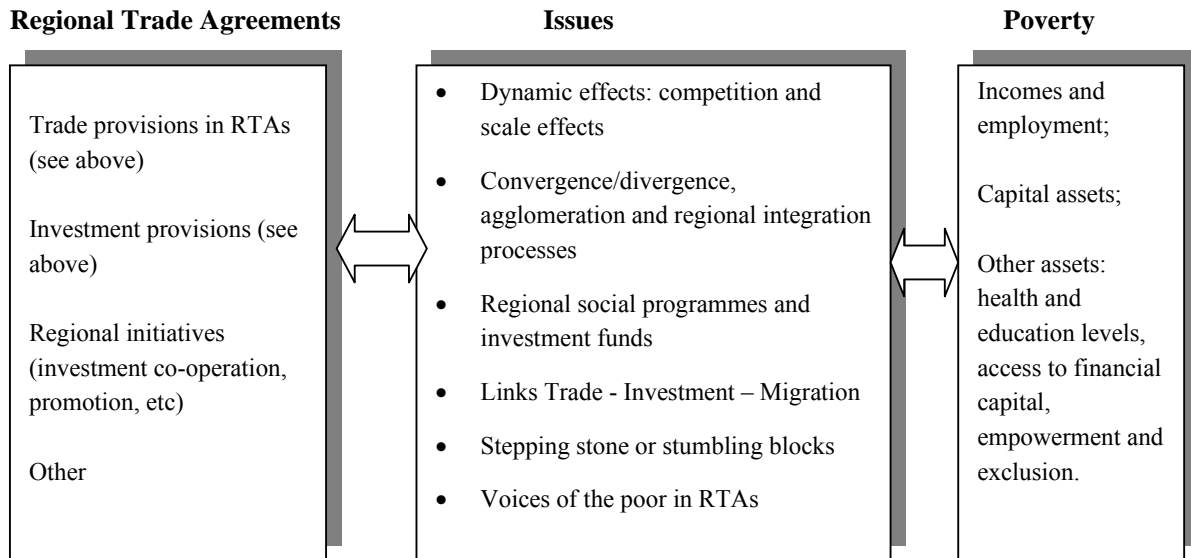 Regional Trade Agreements
Issues
Poverty
Trade provisions in RTAs
(see above)
Investment provisions (see
above)
Regional initiatives
(investment co-operation,
promotion, etc)
Other
• Dynamic effects: competition and
scale effects
• Convergence/divergence,
agglomeration and regional integration
processes
• Regional social programmes and
investment funds
• Links Trade - Investment – Migration
• Stepping stone or stumbling blocks
• Voices of the poor in RTAs
Incomes and
employment;
Capital assets;
Other assets:
health and
education levels,
access to financial
capital,
empowerment and
exclusion.